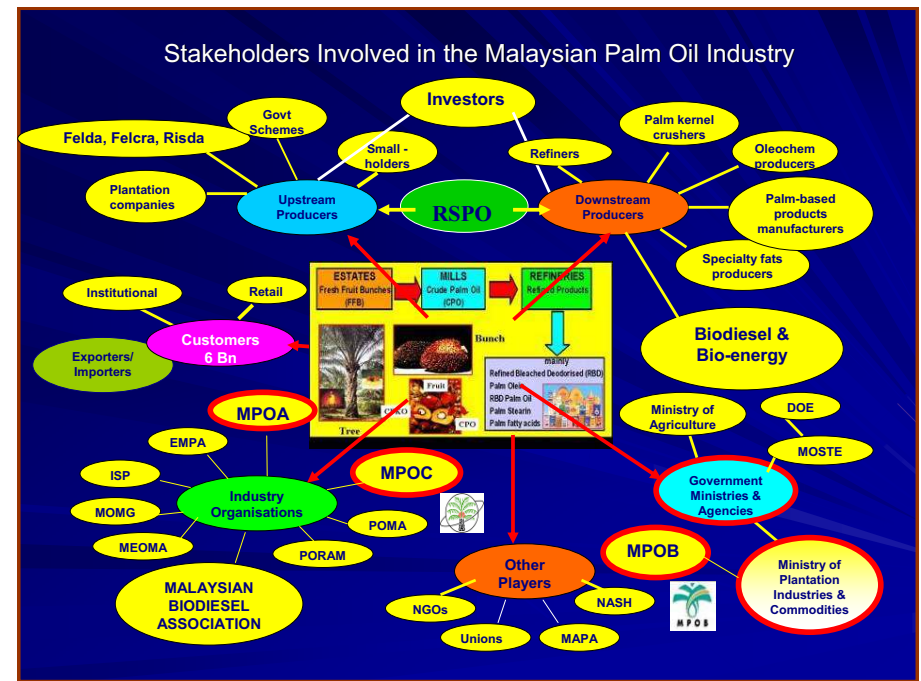 Stakeholders Involved in the Malaysian Palm Oil Industry
Investors
Govt
Schemes
Felda, Felcra, Risda
Small -
holders
Plantation
companies
Upstream
Producers
RSPO
Refiners
Palm kernel
crushers
Oleochem
producers
Downstream
Producers
Palm-based
products
manufacturers
Specialty fats
producers
Biodiesel &
Bio-energy
Institutional
Retail
Customers
6 Bn
Exporters/
Importers
ESTATES
Fresh Fruit Bunches
(FFB)
MILLS
Crude Palm Oil
(CPO)
REFINERIES
Refined Products
Bunch
Fruit
CPKO
CPO
Tree
mainly
Refined Bleached Deodorised (RBD)
Palm Olein
RBD Palm Oil
Palm Stearin
Palm fatty acids
MPOA
EMPA
ISP
MOMG
MEOMA
Industry
Organisations
MPOC
POMA
PORAM
MALAYSIAN
BIODIESEL
ASSOCIATION
Other
Players
NGOs
Unions
MAPA
NASH
Ministry of
Agriculture
DOE
MOSTE
Government
Ministries &
Agencies
MPOB
MPOB
Ministry of
Plantation
Industries &
Commodities